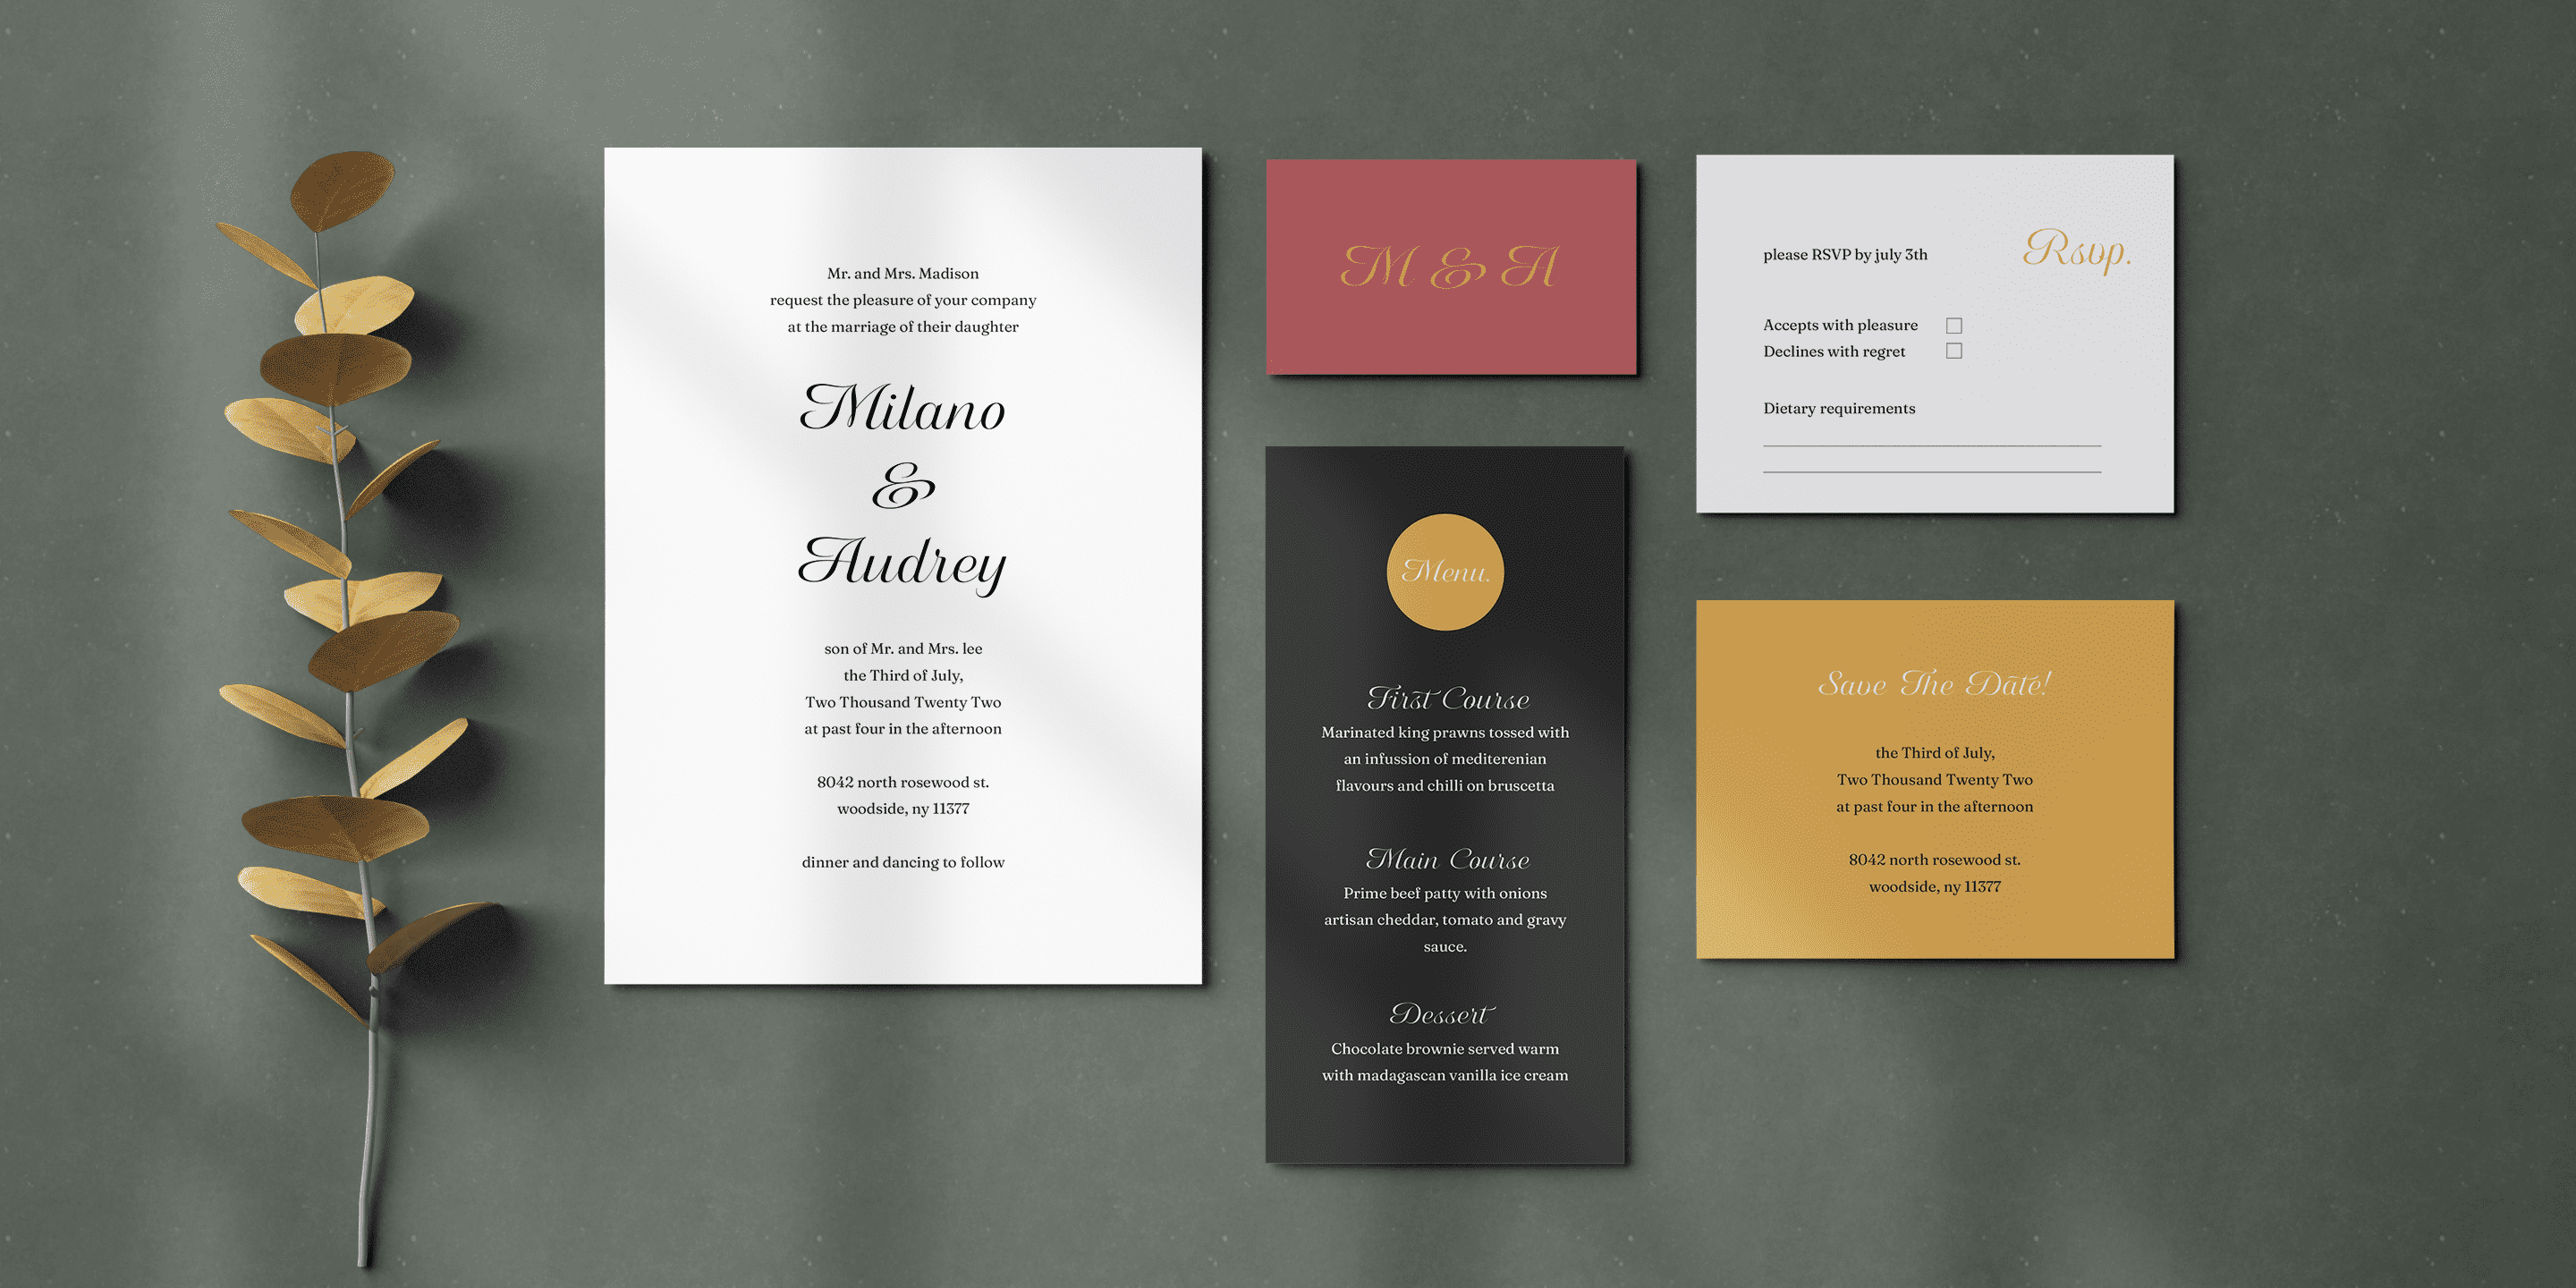 Mr. and Mrs. Madison
request the pleasure of your company
at the marriage of their daughter
Milano
&
Audrey
son of Mr. and Mrs. lee
the Third of July,
Two Thousand Twenty Two
at past four in the afternoon
8042 north rosewood st.
woodside, ny 11377
dinner and dancing to follow
M & A
Menu.
First Course
Marinated king prawns tossed with
an infussion of mediterenian
flavours and chilli on bruscetta
Main Course
Prime beef patty with onions
artisan cheddar, tomato and gravy
sauce.
Dessert
Chocolate brownie served warm
with madagascan vanilla ice cream
Rsvp.
please RSVP by july 3th
Accepts with pleasure
Declines with regret
Dietary requirements
Save The Date!
the Third of July,
Two Thousand Twenty Two
at past four in the afternoon
8042 north rosewood st.
woodside, ny 11377